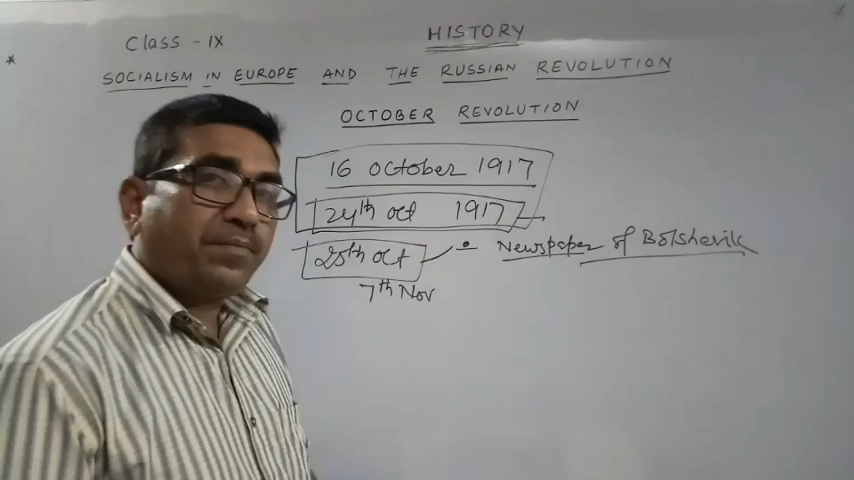 HISTORY
Class - IX
SOCIALISM IN EUROPE AND THE RUSSIAN REVOLUTION
OCTOBER REVOLUTION
16 October 1917
24th oct 1917
25th oct Newspaper of Bolshevik
7th Nov